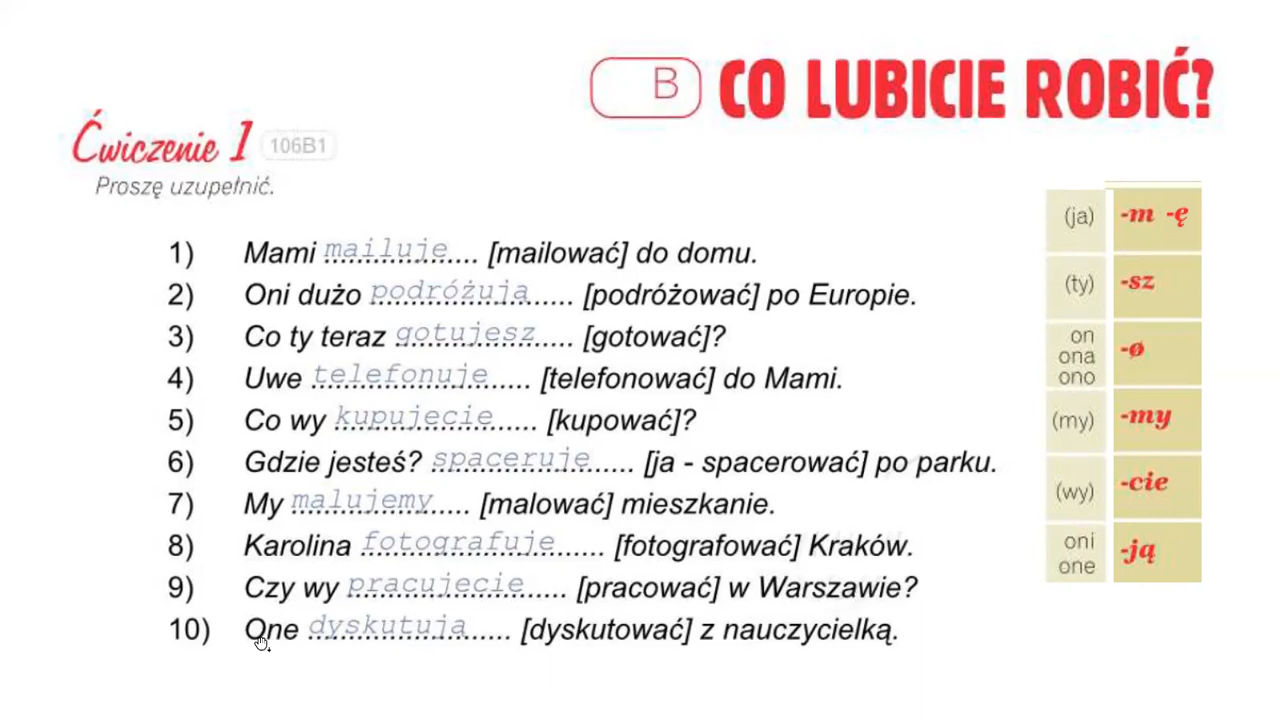 B CO LUBICIE ROBIĆ?
Ćwiczenie 1 106B1
Proszę uzupełnić.
1) Mami mailuje [mailować] do domu.
2) Oni dużo podróżują [podróżować] po Europie.
3) Co ty teraz gotujesz [gotować]?
4) Uwe telefonuje [telefonować] do Mami.
5) Co wy kupujecie [kupować]?
6) Gdzie jesteś? spaceruję [ja - spacerować] po parku.
7) My malujemy [malować] mieszkanie.
8) Karolina fotografuje [fotografować] Kraków.
9) Czy wy pracujecie [pracować] w Warszawie?
10) One dyskutują [dyskutować] z nauczycielką.
(ja) -m -ę
(ty) -sz
on
ona -ø
ono
(my) -my
(wy) -cie
oni
one -ją